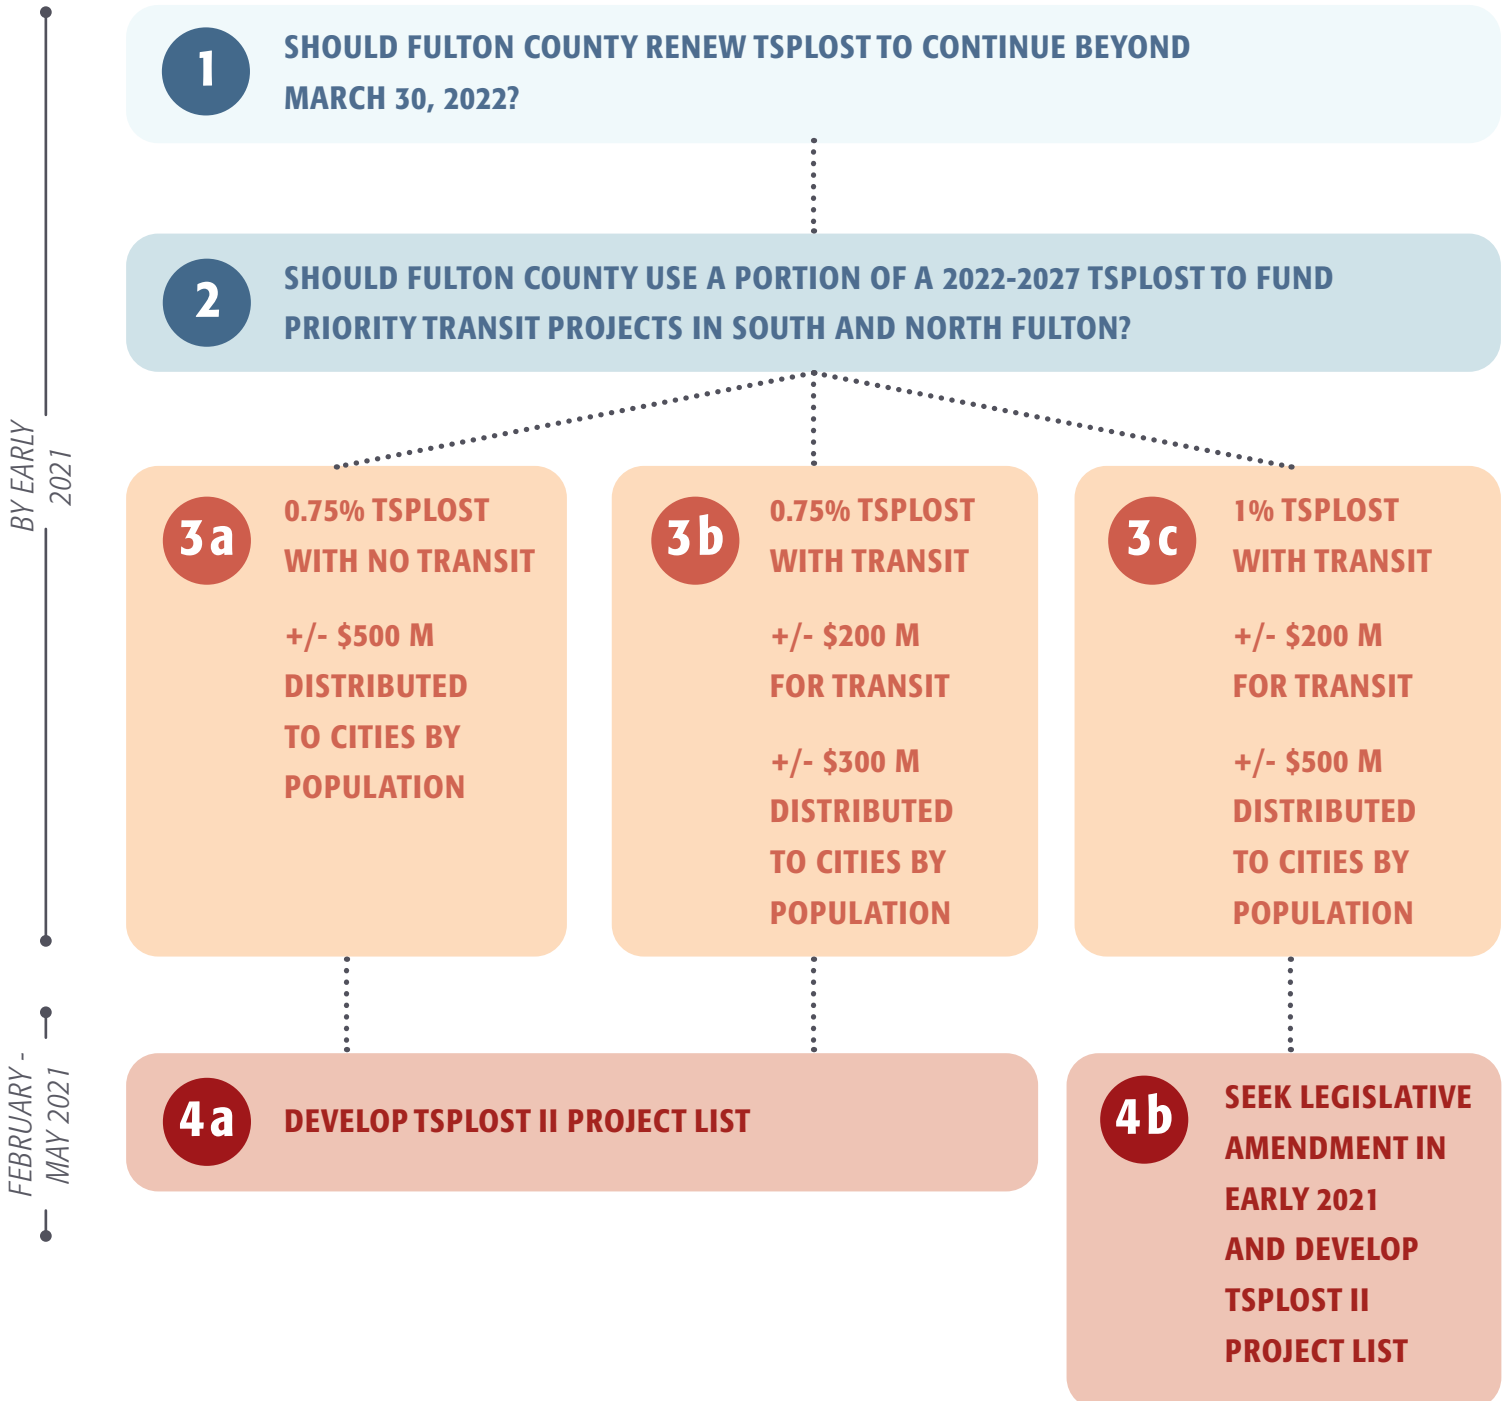 1
SHOULD FULTON COUNTY RENEW TSPLOST TO CONTINUE BEYOND
MARCH 30, 2022?
2
SHOULD FULTON COUNTY USE A PORTION OF A 2022-2027 TSPLOST TO FUND
PRIORITY TRANSIT PROJECTS IN SOUTH AND NORTH FULTON?
BY EARLY
2021
3a
0.75% TSPLOST
WITH NO TRANSIT
+/- $500 M
DISTRIBUTED
TO CITIES BY
POPULATION
3b
0.75% TSPLOST
WITH TRANSIT
+/- $200 M
FOR TRANSIT
+/- $300 M
DISTRIBUTED
TO CITIES BY
POPULATION
3c
1% TSPLOST
WITH TRANSIT
+/- $200 M
FOR TRANSIT
+/- $500 M
DISTRIBUTED
TO CITIES BY
POPULATION
FEBRUARY -
MAY 2021
4a
DEVELOP TSPLOST II PROJECT LIST
4b
SEEK LEGISLATIVE
AMENDMENT IN
EARLY 2021
AND DEVELOP
TSPLOST II
PROJECT LIST